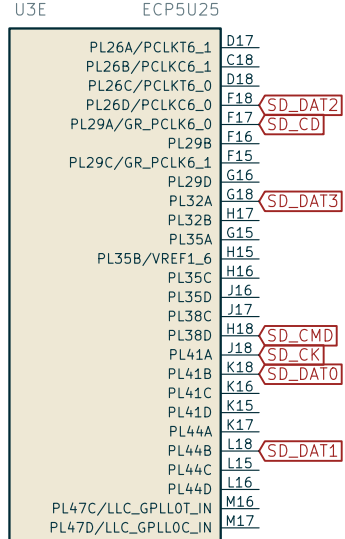 U3E ECP5U25
PL26A/PCLKT6_1 D17
PL26B/PCLKC6_1 C18
PL26C/PCLKT6_0 D18
PL26D/PCLKC6_0 F18 SD_DAT2
PL29A/GR_PCLK6_0 F17 SD_CD
PL29B F16
PL29C/GR_PCLK6_1 F15
PL29D G16
PL32A G18 SD_DAT3
PL32B H17
PL35A G15
PL35B/VREF1_6 H15
PL35C H16
PL35D J16
PL38C J17
PL38D H18 SD_CMD
PL41A J18 SD_CK
PL41B K18 SD_DAT0
PL41C K16
PL41D K15
PL44A K17
PL44B L18 SD_DAT1
PL44C L15
PL44D L16
PL47C/LLC_GPLL0T_IN M16
PL47D/LLC_GPLL0C_IN M17